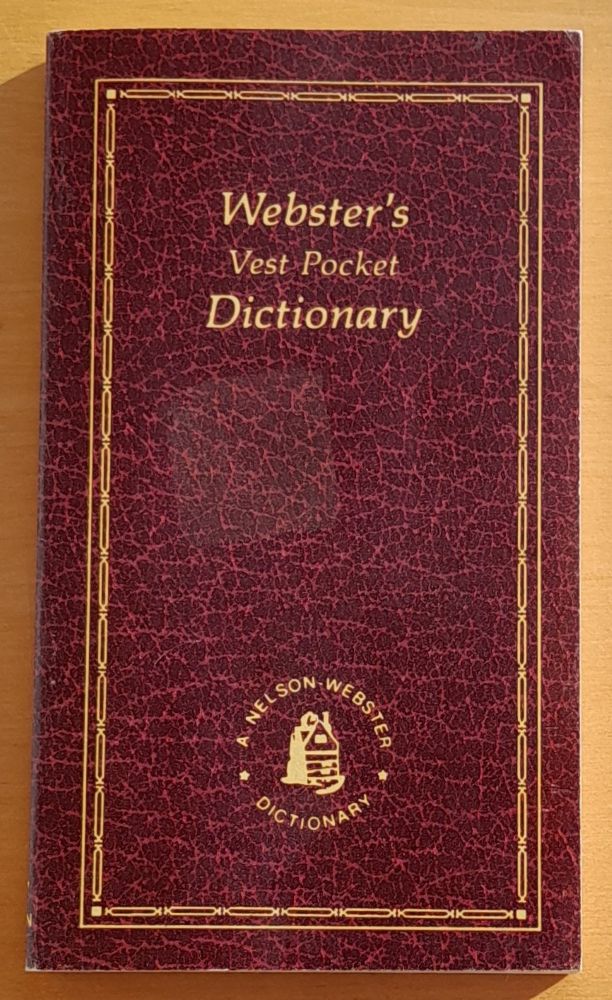 Webster's
Vest Pocket
Dictionary
A NELSON-WEBSTER
DICTIONARY